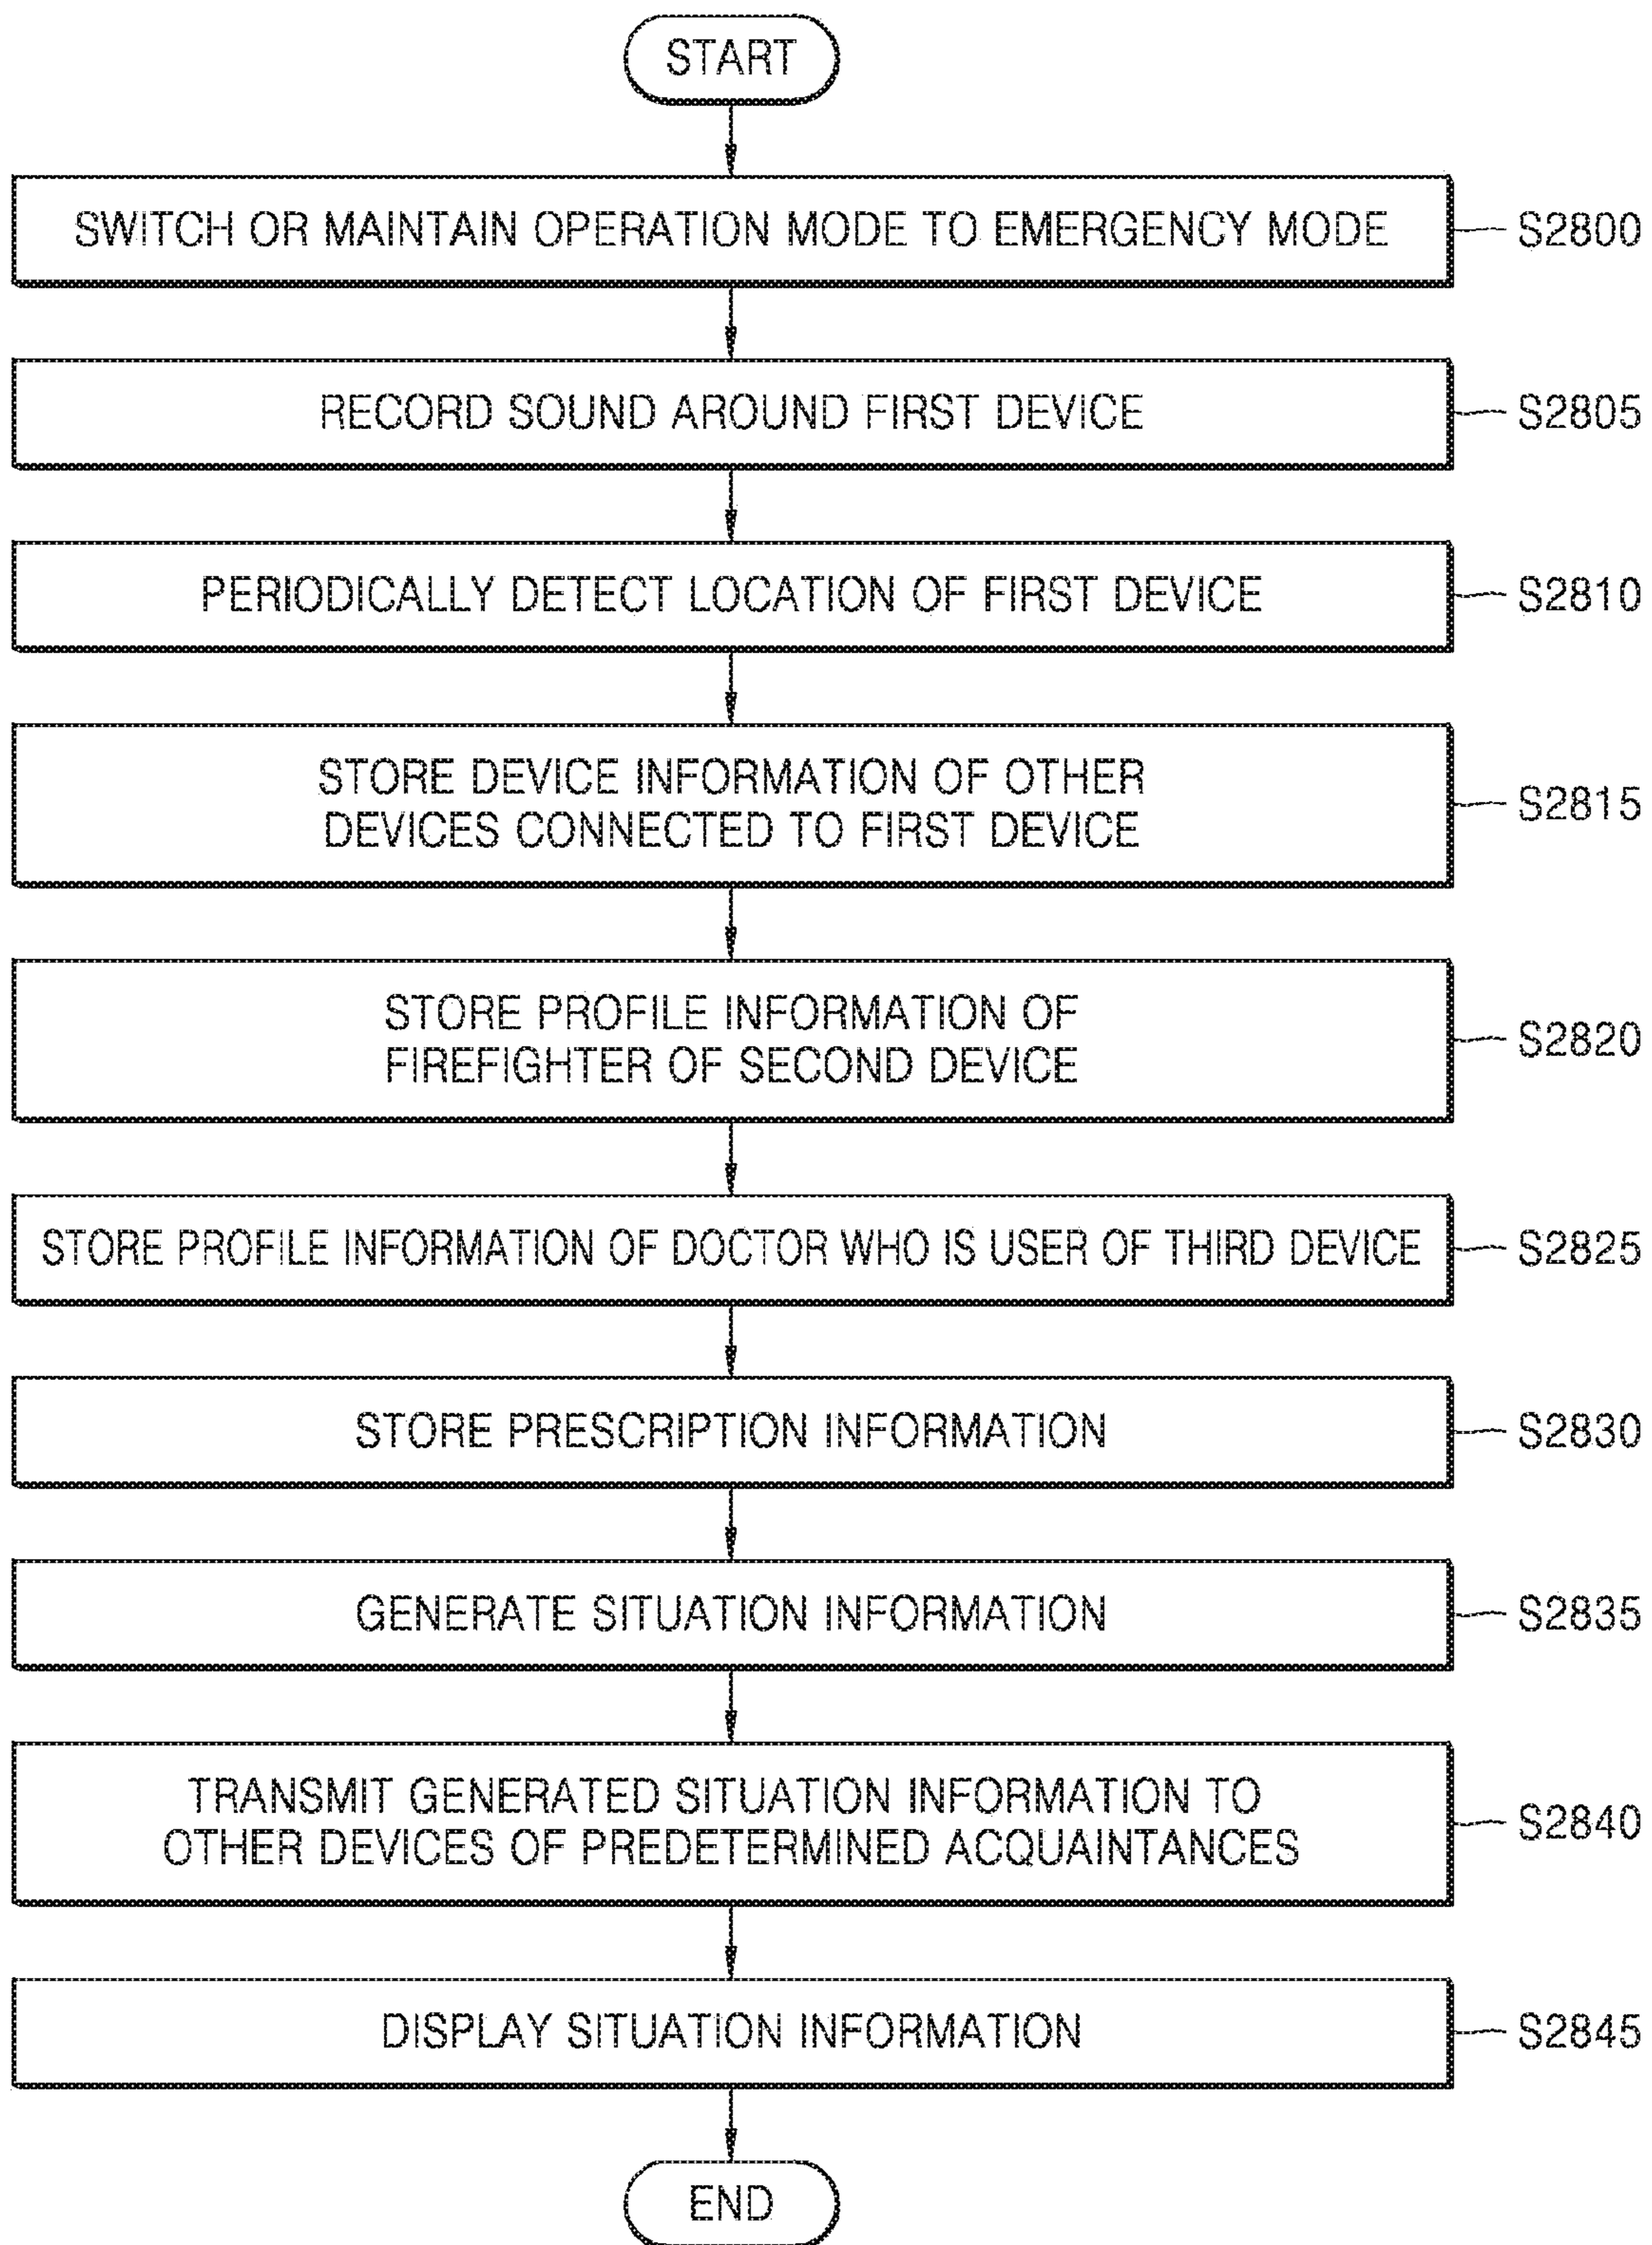 START
SWITCH OR MAINTAIN OPERATION MODE TO EMERGENCY MODE
S2800
RECORD SOUND AROUND FIRST DEVICE
S2805
PERIODICALLY DETECT LOCATION OF FIRST DEVICE
S2810
STORE DEVICE INFORMATION OF OTHER
DEVICES CONNECTED TO FIRST DEVICE
S2815
STORE PROFILE INFORMATION OF
FIREFIGHTER OF SECOND DEVICE
S2820
STORE PROFILE INFORMATION OF DOCTOR WHO IS USER OF THIRD DEVICE
S2825
STORE PRESCRIPTION INFORMATION
S2830
GENERATE SITUATION INFORMATION
S2835
TRANSMIT GENERATED SITUATION INFORMATION TO
OTHER DEVICES OF PREDETERMINED ACQUAINTANCES
S2840
DISPLAY SITUATION INFORMATION
S2845
END